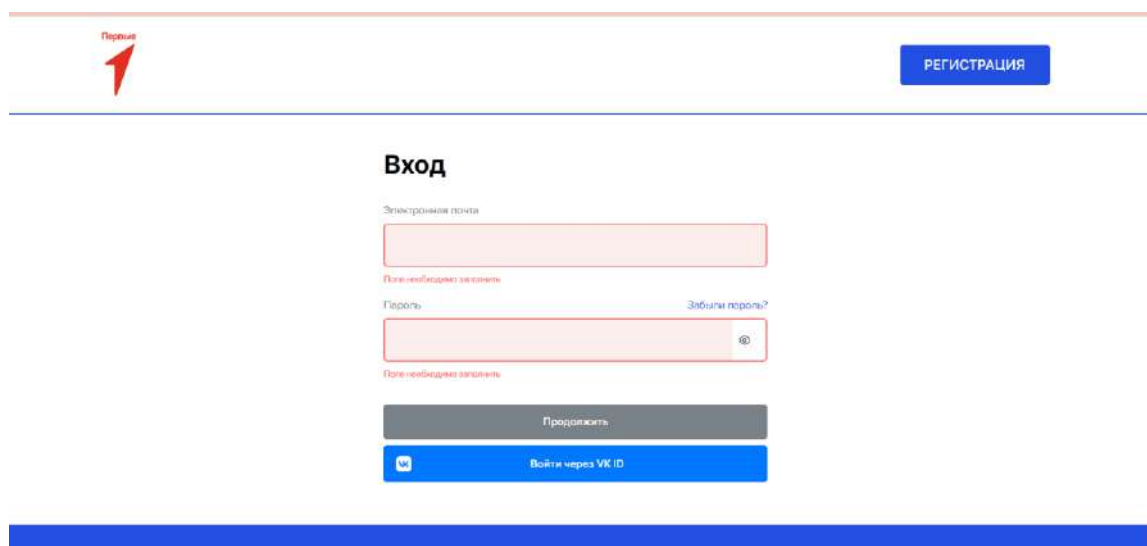 Первые
РЕГИСТРАЦИЯ
Вход
Электронная почта
Поле необходимо заполнить
Пароль
Забыли пароль?
Поле необходимо заполнить
Продолжить
Войти через VK ID